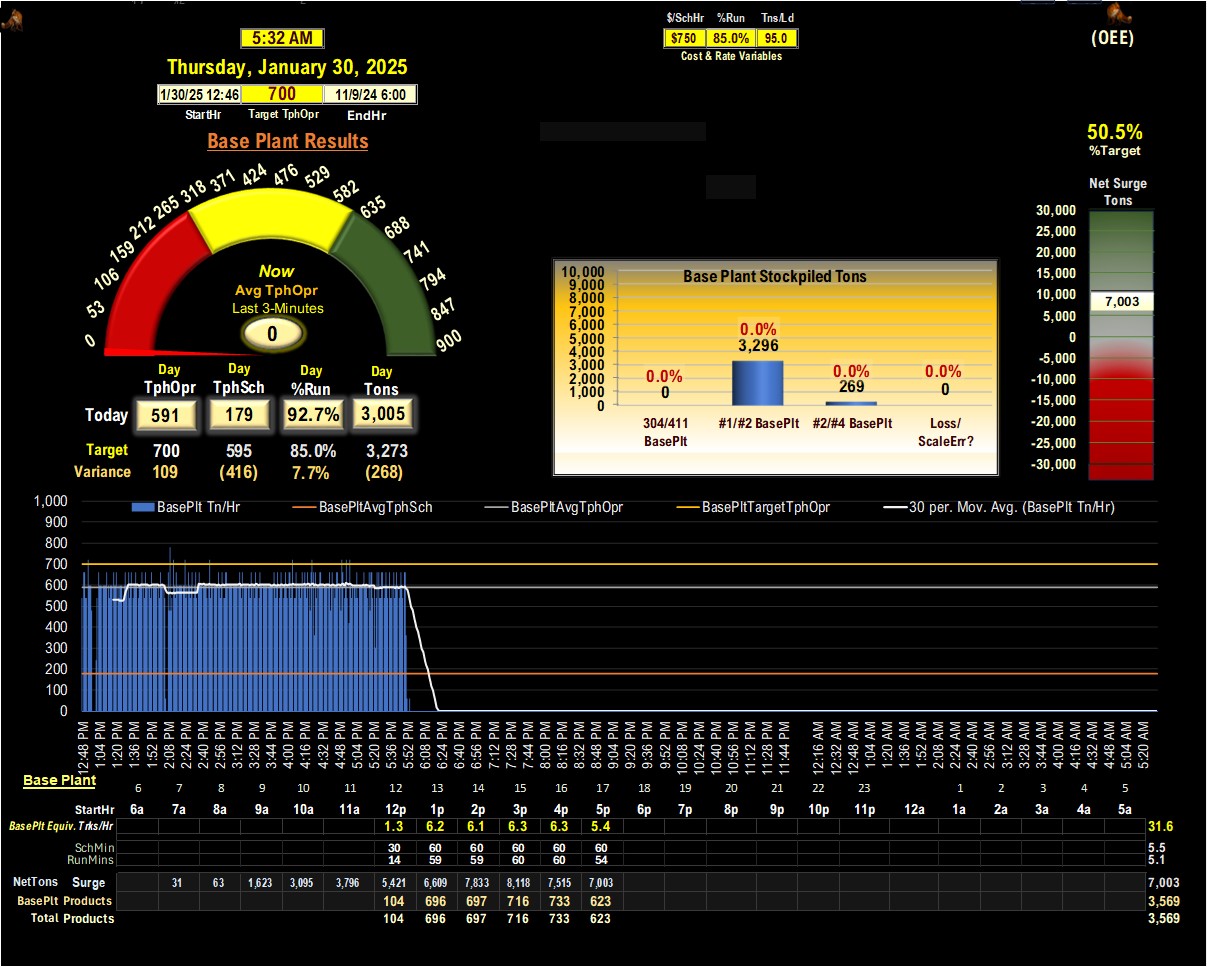 $/SchHr %Run Tns/Ld
5:32 AM
$750 85.0% 95.0
(OEE)
Cost & Rate Variables
Thursday, January 30, 2025
1/30/25 12:46 700 11/9/24 6:00
StartHr Target TphOpr EndHr
Base Plant Results
50.5%
%Target
Net Surge
Tons
30,000
25,000
20,000
15,000
10,000
7,003
5,000
0
-5,000
-10,000
-15,000
-20,000
-25,000
-30,000
0 53 106 159 212 265 318 371 424 476 529 582 635 688 741 794 847 900
Now
Avg TphOpr
Last 3-Minutes
0
Base Plant Stockpiled Tons
10,000
9,000
8,000
7,000
6,000
5,000
4,000
3,000
2,000
1,000
0
0.0% 0.0% 0.0% 0.0%
0 3,296 269 0
304/411 #1/#2 BasePlt #2/#4 BasePlt Loss/
BasePlt ScaleErr?
Day Day Day Day
TphOpr TphSch %Run Tons
Today 591 179 92.7% 3,005
Target 700 595 85.0% 3,273
Variance 109 (416) 7.7% (268)
BasePlt Tn/Hr BasePltAvgTphSch BasePltAvgTphOpr BasePltTargetTphOpr 30 per. Mov. Avg. (BasePlt Tn/Hr)
1,000
900
800
700
600
500
400
300
200
100
0
12:48 PM 1:04 PM 1:20 PM 1:36 PM 1:52 PM 2:08 PM 2:24 PM 2:40 PM 2:56 PM 3:12 PM 3:28 PM 3:44 PM 4:00 PM 4:16 PM 4:32 PM 4:48 PM 5:04 PM 5:20 PM 5:36 PM 5:52 PM 6:08 PM 6:24 PM 6:40 PM 6:56 PM 7:12 PM 7:28 PM 7:44 PM 8:00 PM 8:16 PM 8:32 PM 8:48 PM 9:04 PM 9:20 PM 9:36 PM 9:52 PM 10:08 PM 10:24 PM 10:40 PM 10:56 PM 11:12 PM 11:28 PM 11:44 PM 12:16 AM 12:32 AM 12:48 AM 1:04 AM 1:20 AM 1:36 AM 1:52 AM 2:08 AM 2:24 AM 2:40 AM 2:56 AM 3:12 AM 3:28 AM 3:44 AM 4:00 AM 4:16 AM 4:32 AM 4:48 AM 5:04 AM 5:20 AM
Base Plant
6 7 8 9 10 11 12 13 14 15 16 17 18 19 20 21 22 23 1 2 3 4 5
StartHr 6a 7a 8a 9a 10a 11a 12p 1p 2p 3p 4p 5p 6p 7p 8p 9p 10p 11p 12a 1a 2a 3a 4a 5a
BasePlt Equiv. Trks/Hr 1.3 6.2 6.1 6.3 6.3 5.4 31.6
SchMin 30 60 60 60 60 60 5.5
RunMins 14 59 59 60 60 54 5.1
NetTons Surge 31 63 1,623 3,095 3,796 5,421 6,609 7,833 8,118 7,515 7,003 7,003
BasePlt Products 104 696 697 716 733 623 3,569
Total Products 104 696 697 716 733 623 3,569